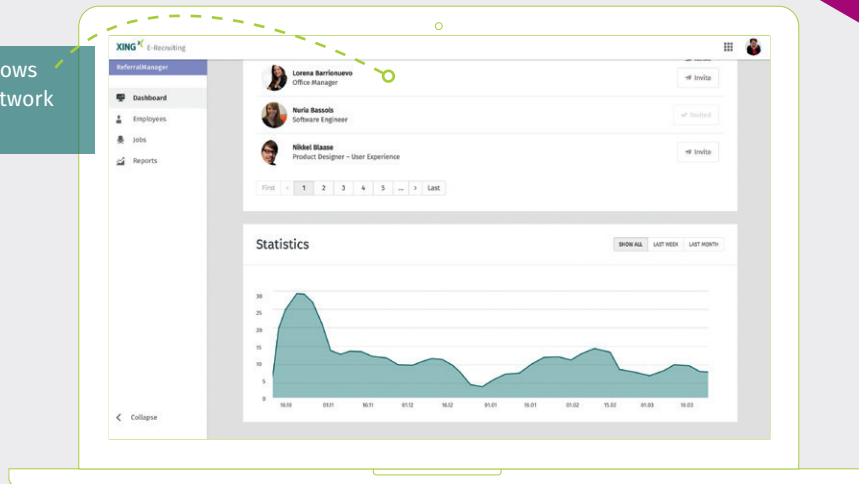 XING E-Recruiting
ows
twork
ReferralManager
Dashboard
Employees
Jobs
Reports
Collapse
Lorena Barrionuevo
Office Manager
Invite
Nuria Bassols
Software Engineer
Invited
Nikkel Blaase
Product Designer – User Experience
Invite
First < 1 2 3 4 5 ... > Last
Statistics
SHOW ALL LAST WEEK LAST MONTH
30
25
20
15
10
5
0
16.10 01.11 16.11 01.12 16.12 01.01 16.01 01.02 15.02 01.03 16.03